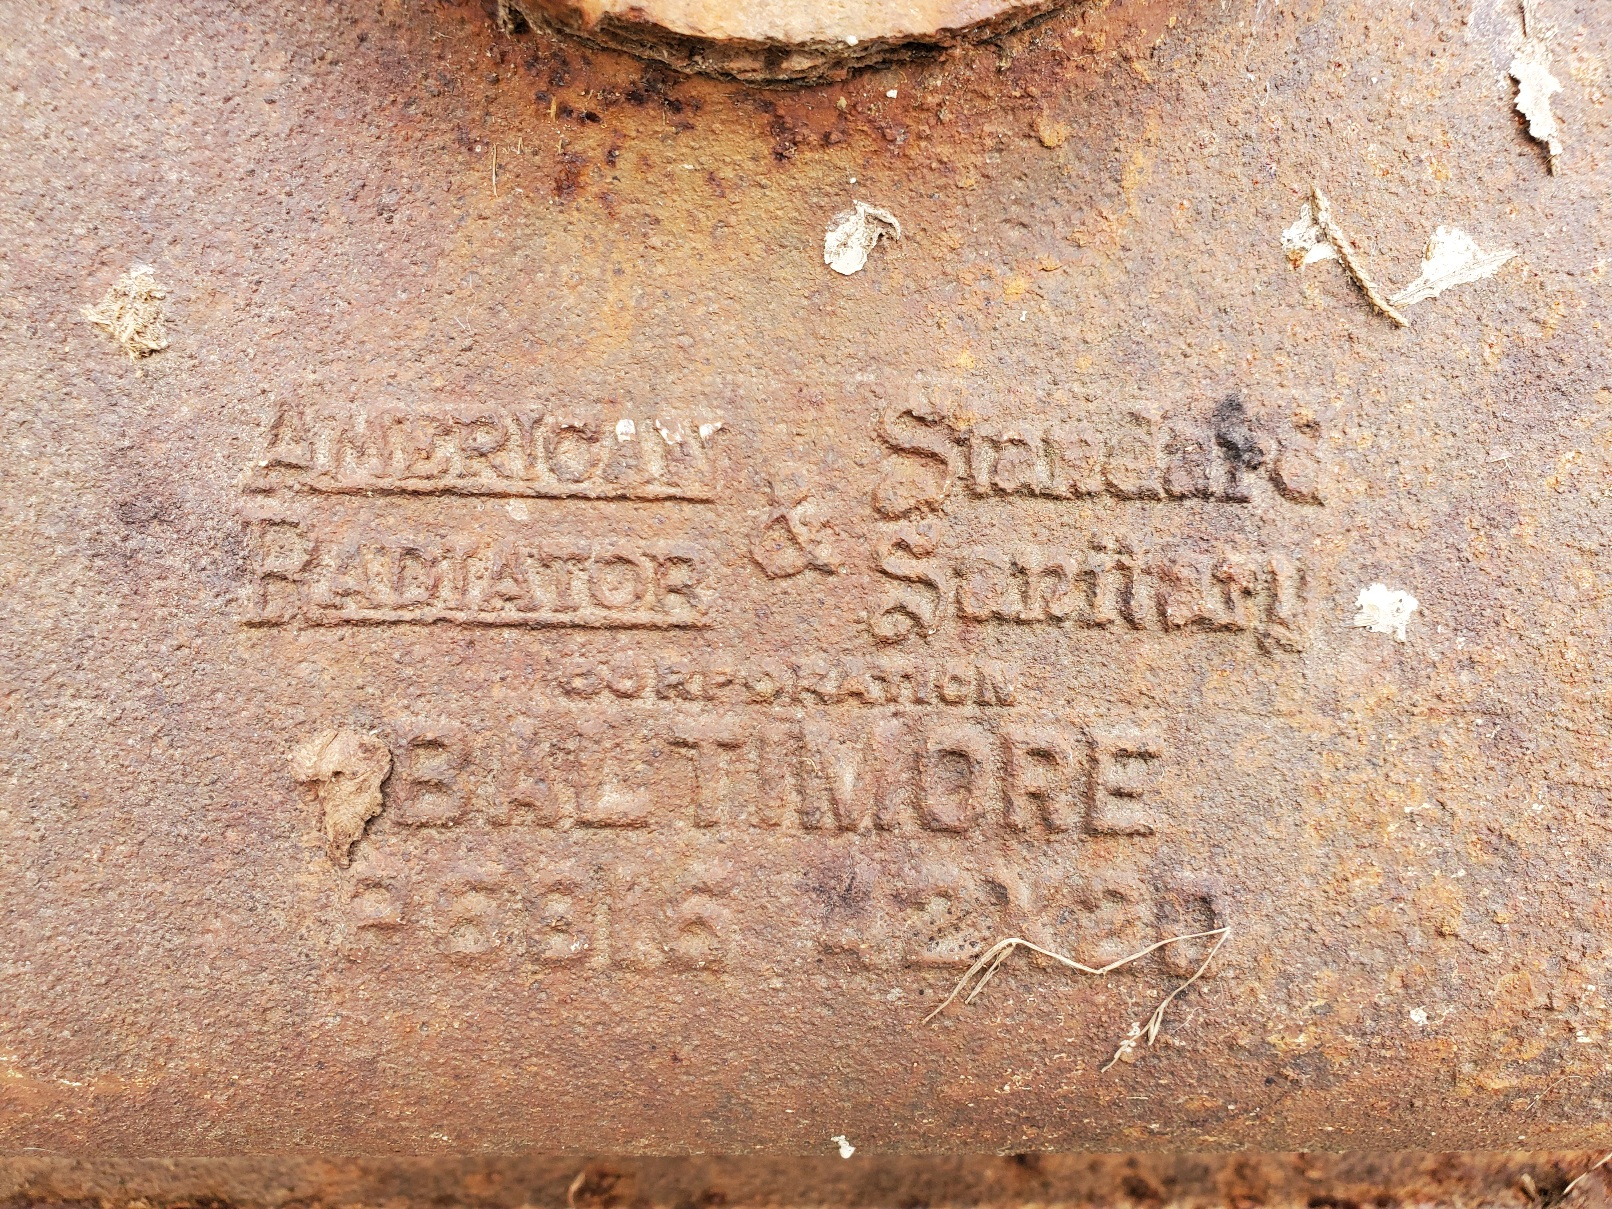 AMERICAN & Standard
RADIATOR Sanitary
CORPORATION
BALTIMORE